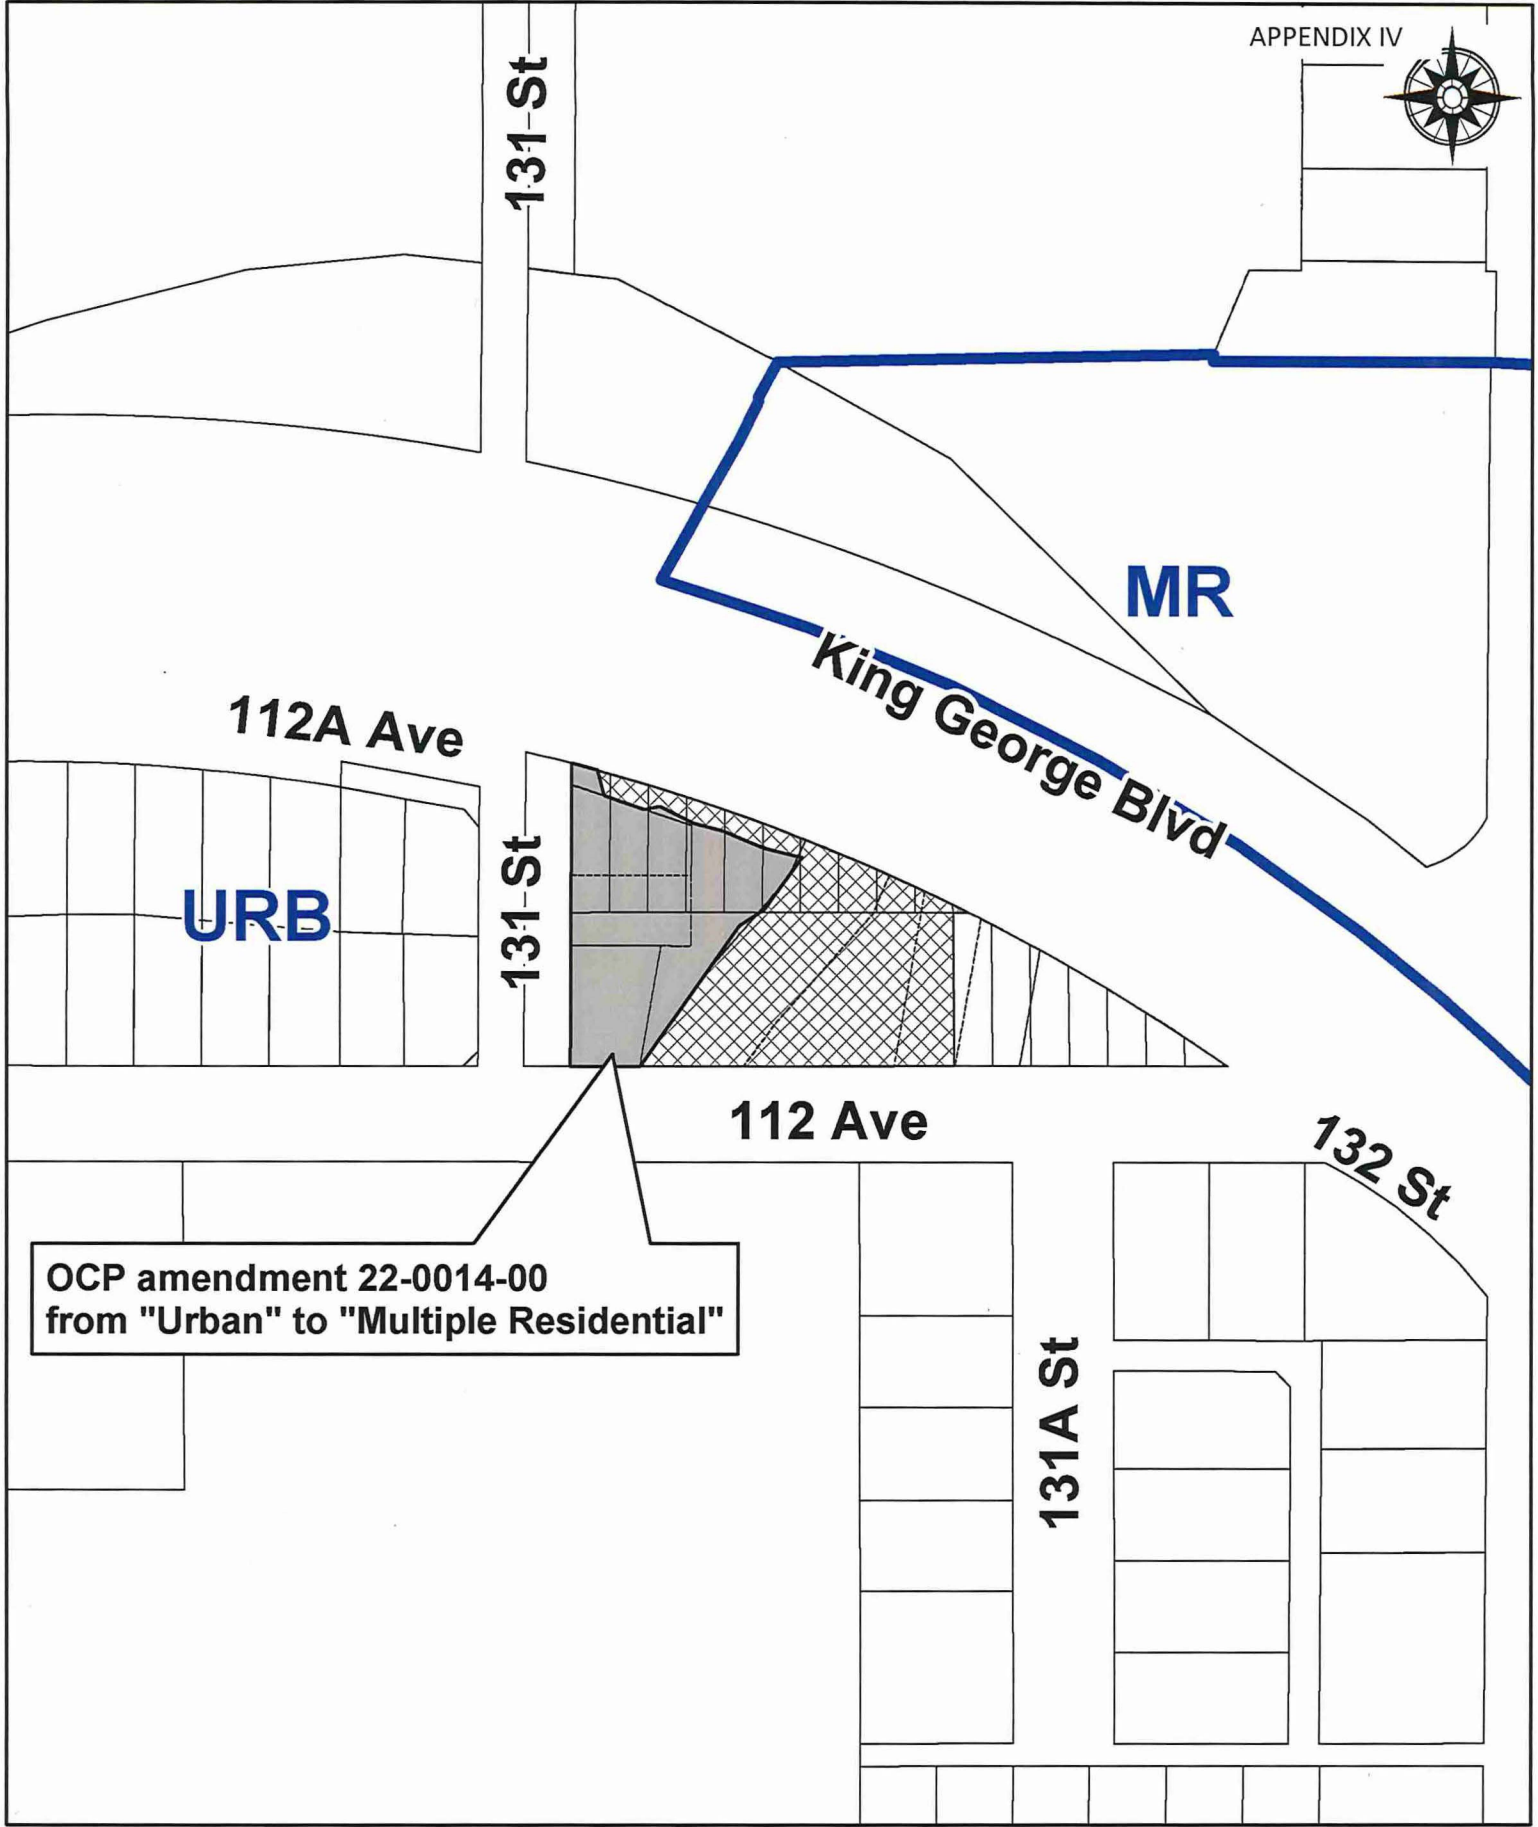 APPENDIX IV
131 St
MR
King George Blvd
112A Ave
URB
131 St
112 Ave
132 St
OCP amendment 22-0014-00
from "Urban" to "Multiple Residential"
131A St